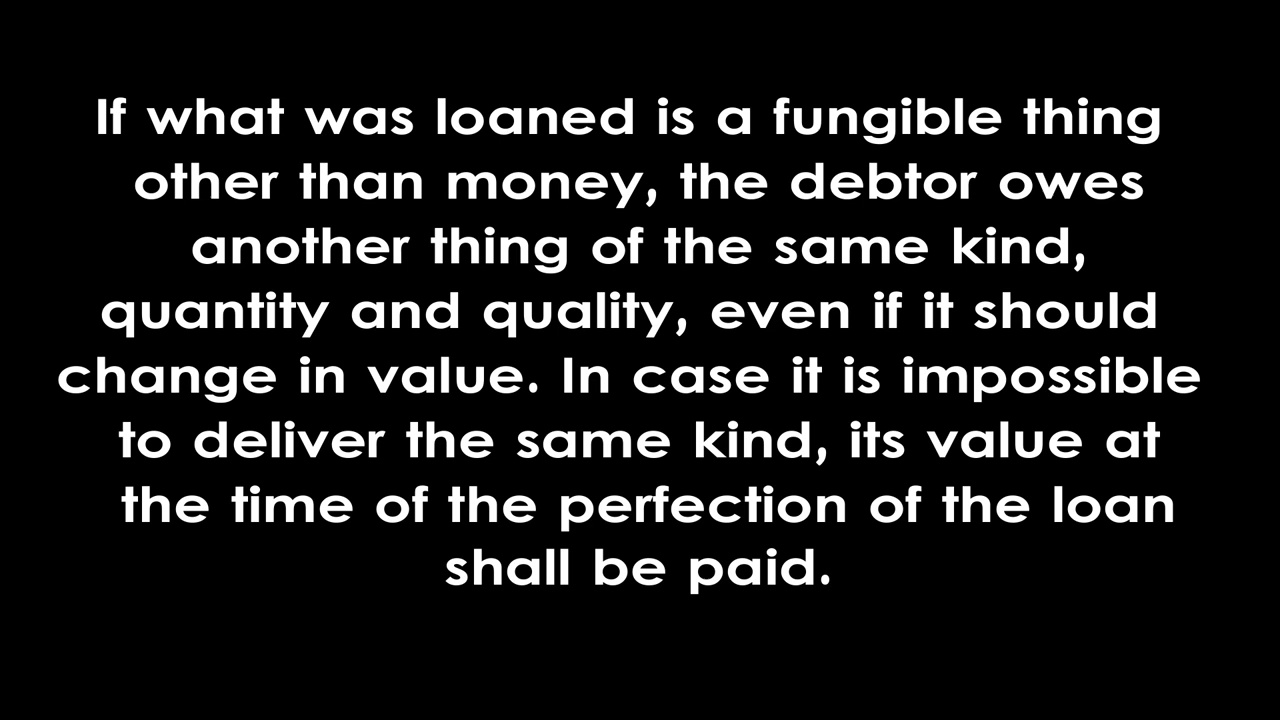 If what was loaned is a fungible thing
other than money, the debtor owes
another thing of the same kind,
quantity and quality, even if it should
change in value. In case it is impossible
to deliver the same kind, its value at
the time of the perfection of the loan
shall be paid.